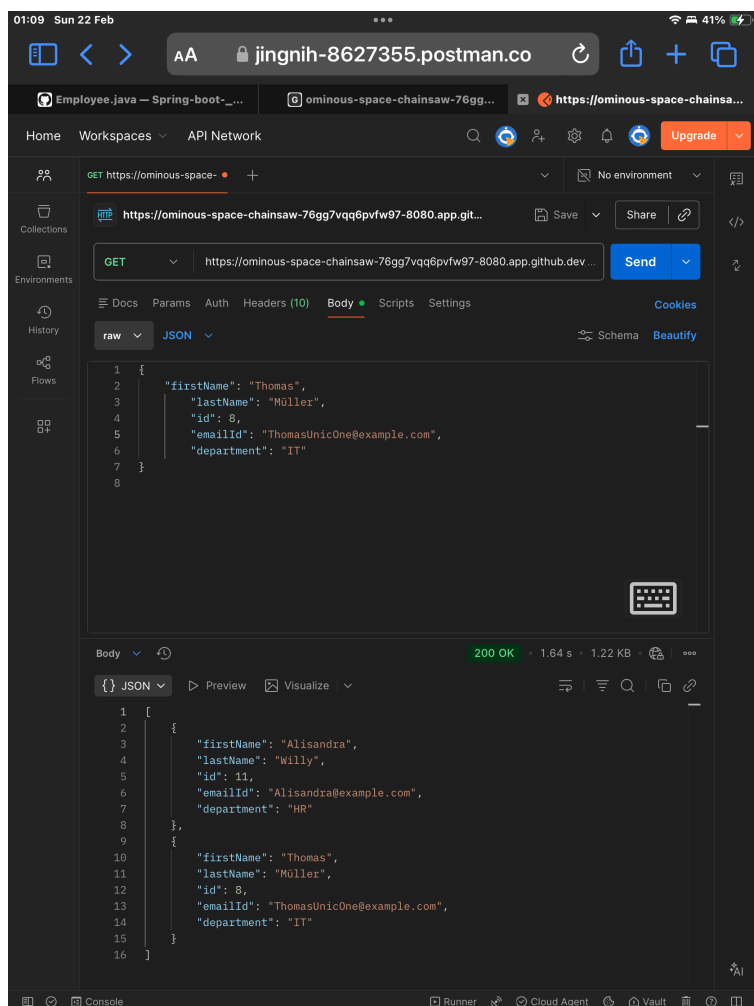 01:09 Sun 22 Feb
41%
AA jingnih-8627355.postman.co
Employee.java — Spring-boot-_...
ominous-space-chainsaw-76gg...
https://ominous-space-chainsa...
Home Workspaces API Network Upgrade
GET https://ominous-space- No environment
Collections
Environments
History
Flows
HTTP https://ominous-space-chainsaw-76gg7vqq6pvfw97-8080.app.git... Save Share
GET https://ominous-space-chainsaw-76gg7vqq6pvfw97-8080.app.github.dev... Send
Docs Params Auth Headers (10) Body Scripts Settings Cookies
raw JSON Schema Beautify
1 {
2 "firstName": "Thomas",
3 "lastName": "Müller",
4 "id": 8,
5 "emailId": "ThomasUnicOne@example.com",
6 "department": "IT"
7 }
8
Body 200 OK 1.64 s 1.22 KB
{} JSON Preview Visualize
1 [
2 {
3 "firstName": "Alisandra",
4 "lastName": "Willy",
5 "id": 11,
6 "emailId": "Alisandra@example.com",
7 "department": "HR"
8 },
9 {
10 "firstName": "Thomas",
11 "lastName": "Müller",
12 "id": 8,
13 "emailId": "ThomasUnicOne@example.com",
14 "department": "IT"
15 }
16 ]
AI
Console Runner Cloud Agent Vault